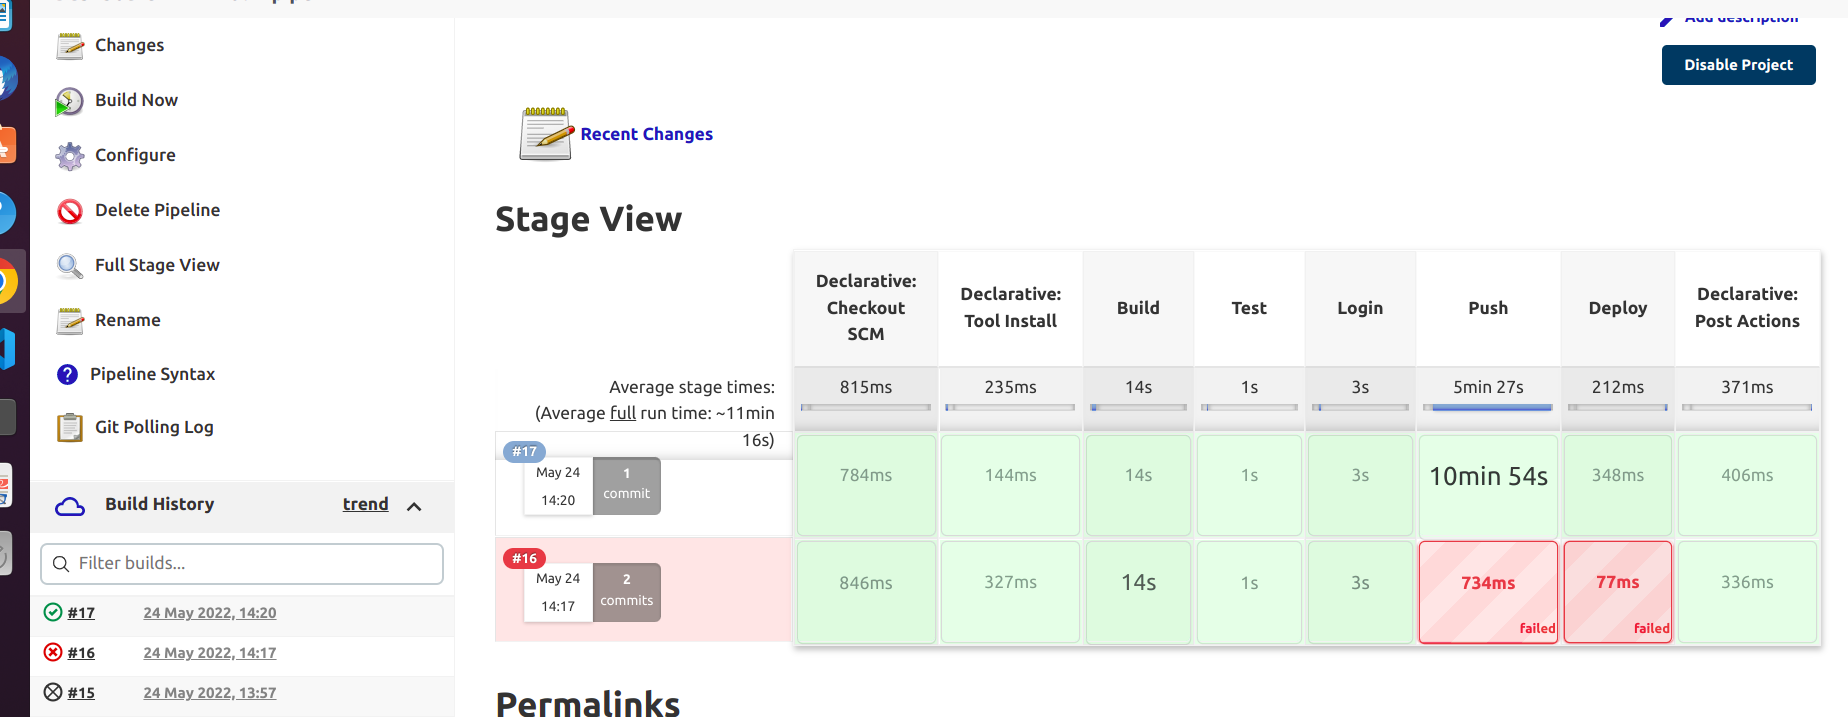 Changes
Build Now
Configure
Delete Pipeline
Full Stage View
Rename
Pipeline Syntax
Git Polling Log
Build History
trend
Filter builds...
#17 24 May 2022, 14:20
#16 24 May 2022, 14:17
#15 24 May 2022, 13:57
Add description
Disable Project
Recent Changes
Stage View
Declarative:
Checkout
SCM
Declarative:
Tool Install
Build
Test
Login
Push
Deploy
Declarative:
Post Actions
Average stage times:
(Average full run time: ~11min
16s)
815ms
235ms
14s
1s
3s
5min 27s
212ms
371ms
#17
May 24
14:20
1
commit
784ms
144ms
14s
1s
3s
10min 54s
348ms
406ms
#16
May 24
14:17
2
commits
846ms
327ms
14s
1s
3s
734ms
failed
77ms
failed
336ms
Permalinks